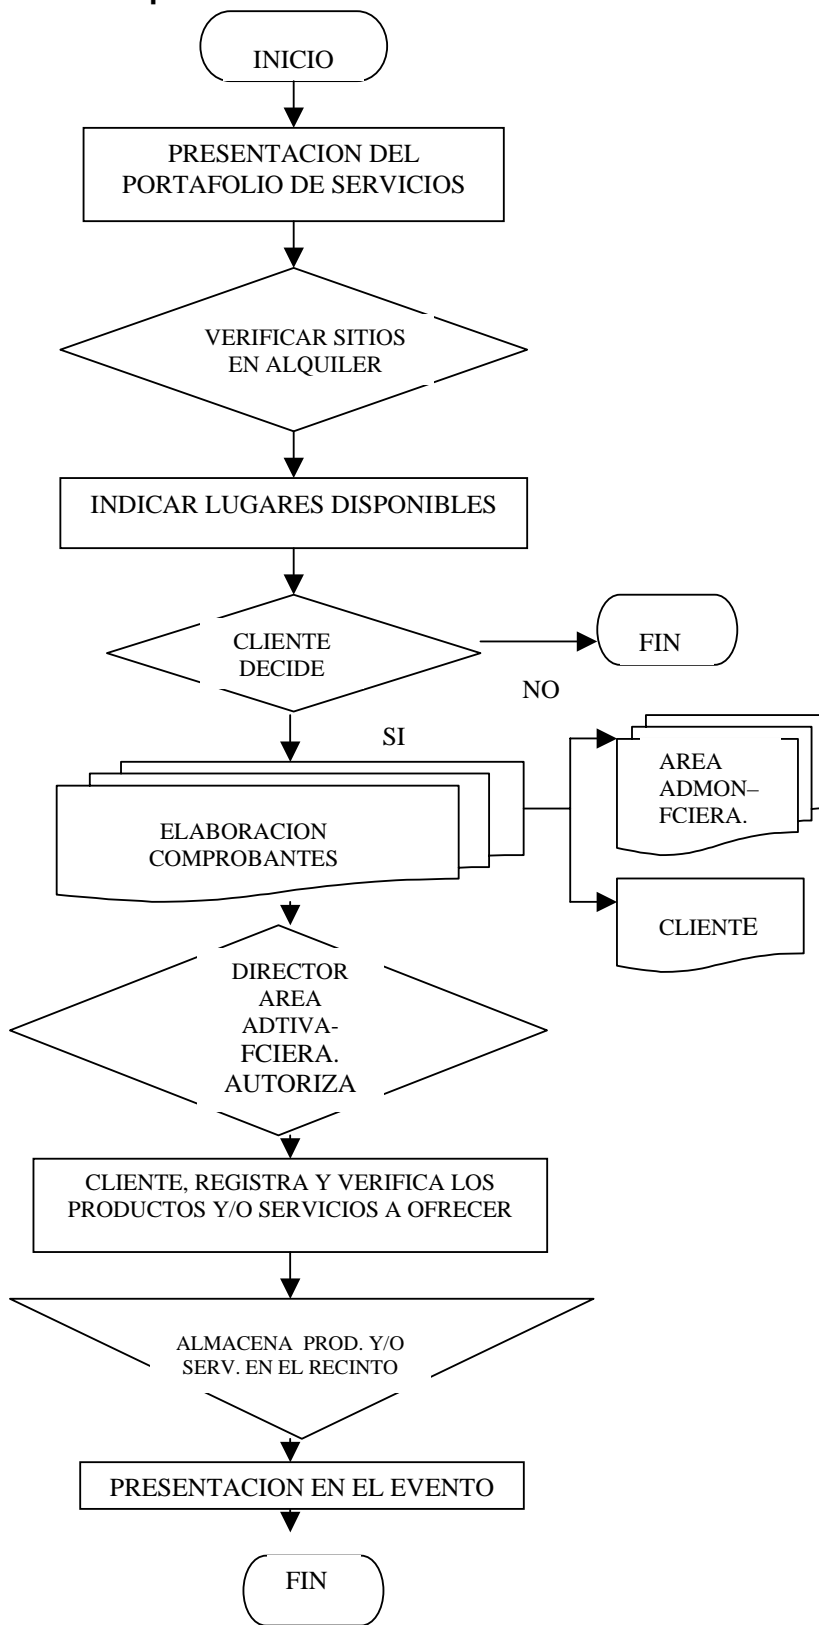 INICIO
PRESENTACION DEL
PORTAFOLIO DE SERVICIOS
VERIFICAR SITIOS
EN ALQUILER
INDICAR LUGARES DISPONIBLES
CLIENTE
DECIDE
FIN
NO
SI
ELABORACION
COMPROBANTES
AREA
ADMON–
FCIERA.
CLIENTE
DIRECTOR
AREA
ADTIVA-
FCIERA.
AUTORIZA
CLIENTE, REGISTRA Y VERIFICA LOS
PRODUCTOS Y/O SERVICIOS A OFRECER
ALMACENA PROD. Y/O
SERV. EN EL RECINTO
PRESENTACION EN EL EVENTO
FIN